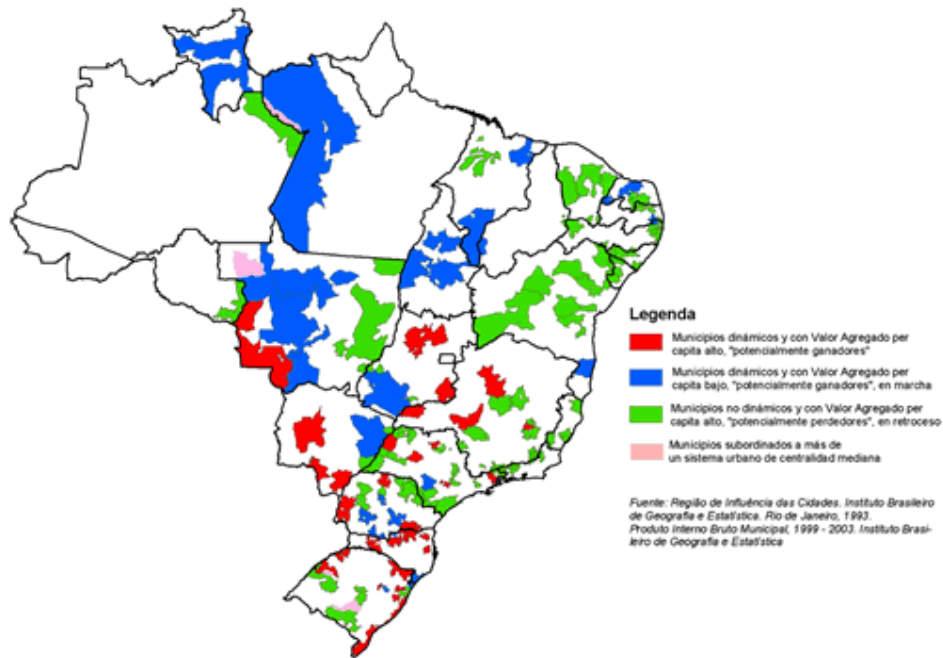 Legenda
Municipios dinámicos y con Valor Agregado per
capita alto, "potencialmente ganadores"
Municipios dinámicos y con Valor Agregado per
capita bajo, "potencialmente ganadores", en marcha
Municipios no dinámicos y con Valor Agregado per
capita alto, "potencialmente perdedores", en retroceso
Municipios subordinados a más de
un sistema urbano de centralidad mediana
Fuente: Região de Influência das Cidades. Instituto Brasileiro
de Geografia e Estatística. Rio de Janeiro, 1993.
Produto Interno Bruto Municipal, 1999 - 2003. Instituto Brasi-
leiro de Geografia e Estatística